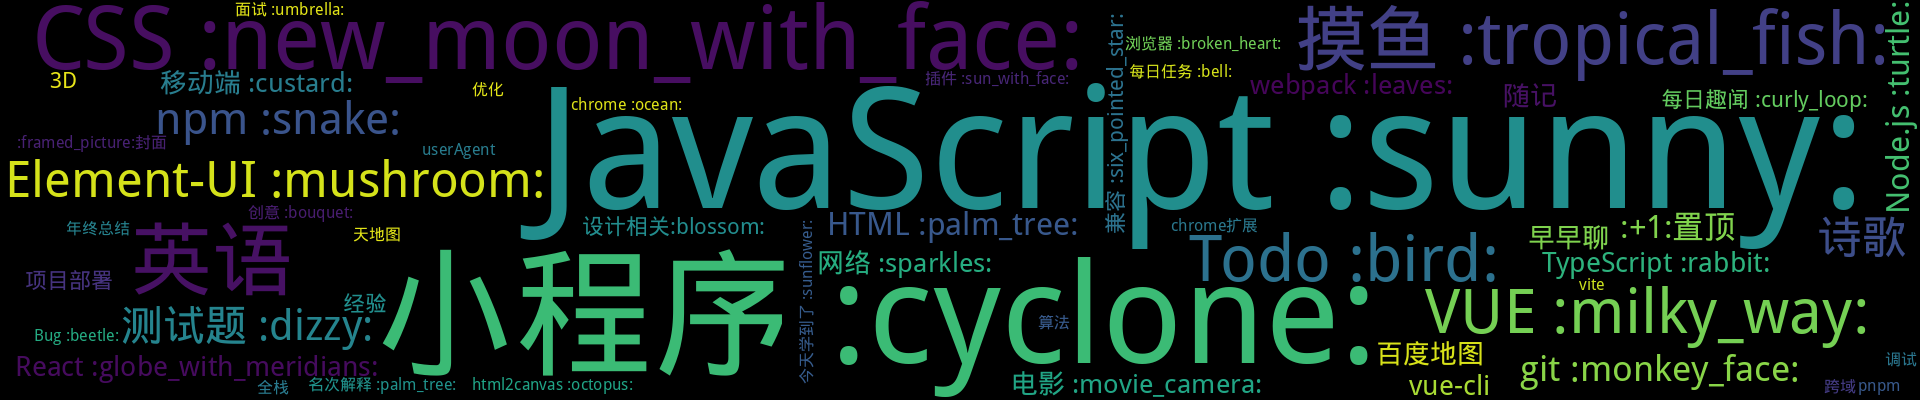 面试 :umbrella:
CSS :new_moon_with_face:
摸鱼 :tropical_fish:
Node.js :turtle:
兼容 :six_pointed_star:
浏览器 :broken_heart:
3D
移动端 :custard:
优化
插件 :sun_with_face:
每日任务 :bell:
webpack :leaves:
随记
每日趣闻 :curly_loop:
npm :snake:
chrome :ocean:
JavaScript :sunny:
:framed_picture:封面
userAgent
Element-UI :mushroom:
创意 :bouquet:
年终总结
天地图
设计相关:blossom:
HTML :palm_tree:
chrome扩展
早早聊
:+1:置顶
诗歌
英语
今天学到了 :sunflower:
网络 :sparkles:
Todo :bird:
TypeScript :rabbit:
项目部署
经验
小程序 :cyclone:
vite
VUE :milky_way:
Bug :beetle:
测试题 :dizzy:
算法
百度地图
React :globe_with_meridians:
git :monkey_face:
调试
全栈
名次解释 :palm_tree:
html2canvas :octopus:
电影 :movie_camera:
vue-cli
跨域
pnpm